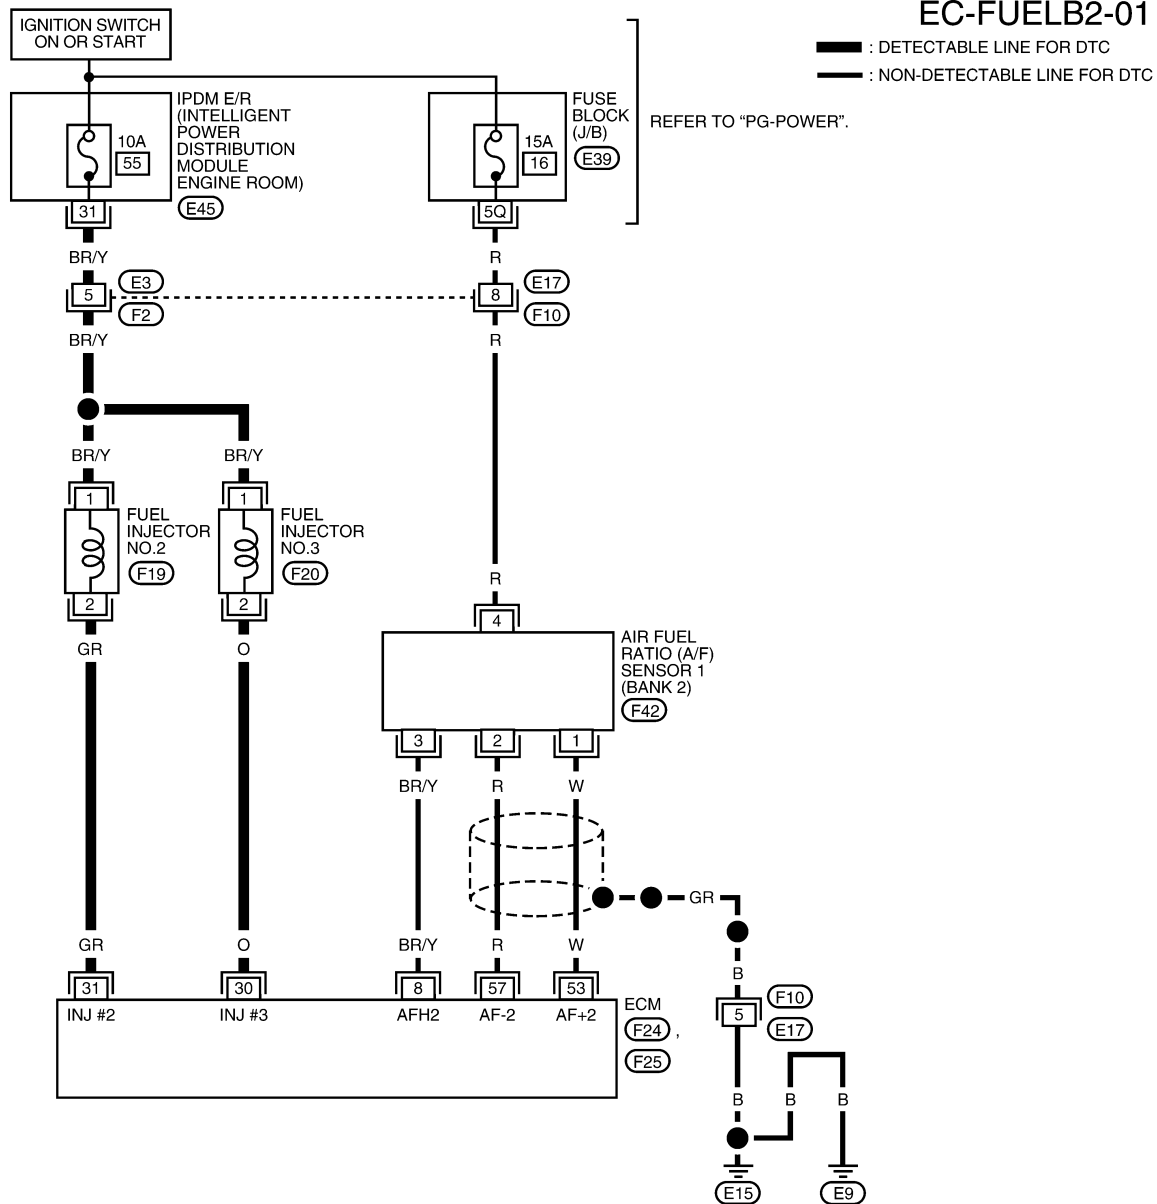 EC-FUELB2-01
IGNITION SWITCH
ON OR START
: DETECTABLE LINE FOR DTC
: NON-DETECTABLE LINE FOR DTC
10A
55
IPDM E/R
(INTELLIGENT
POWER
DISTRIBUTION
MODULE
ENGINE ROOM)
E45
15A
16
FUSE
BLOCK
(J/B)
E39
REFER TO “PG-POWER”.
31
5Q
BR/Y
R
5
E3
F2
8
E17
F10
BR/Y
R
BR/Y
BR/Y
1
1
FUEL
INJECTOR
NO.2
F19
FUEL
INJECTOR
NO.3
F20
R
2
2
4
GR
O
AIR FUEL
RATIO (A/F)
SENSOR 1
(BANK 2)
F42
3
2
1
BR/Y
R
W
GR
GR
O
BR/Y
R
W
B
31
30
8
57
53
INJ #2
INJ #3
AFH2
AF-2
AF+2
ECM
F24 ,
F25
5
F10
E17
B
B
B
E15
E9